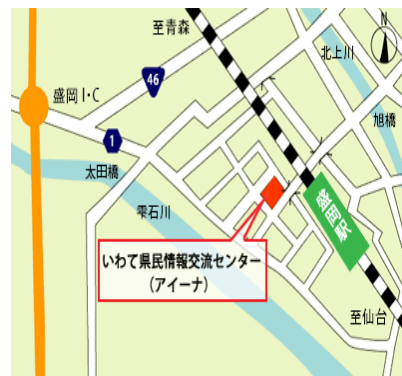 至青森
N
北上川
46
盛岡I・C
旭橋
1
太田橋
雫石川
盛岡駅
いわて県民情報交流センター
(アイーナ)
至仙台